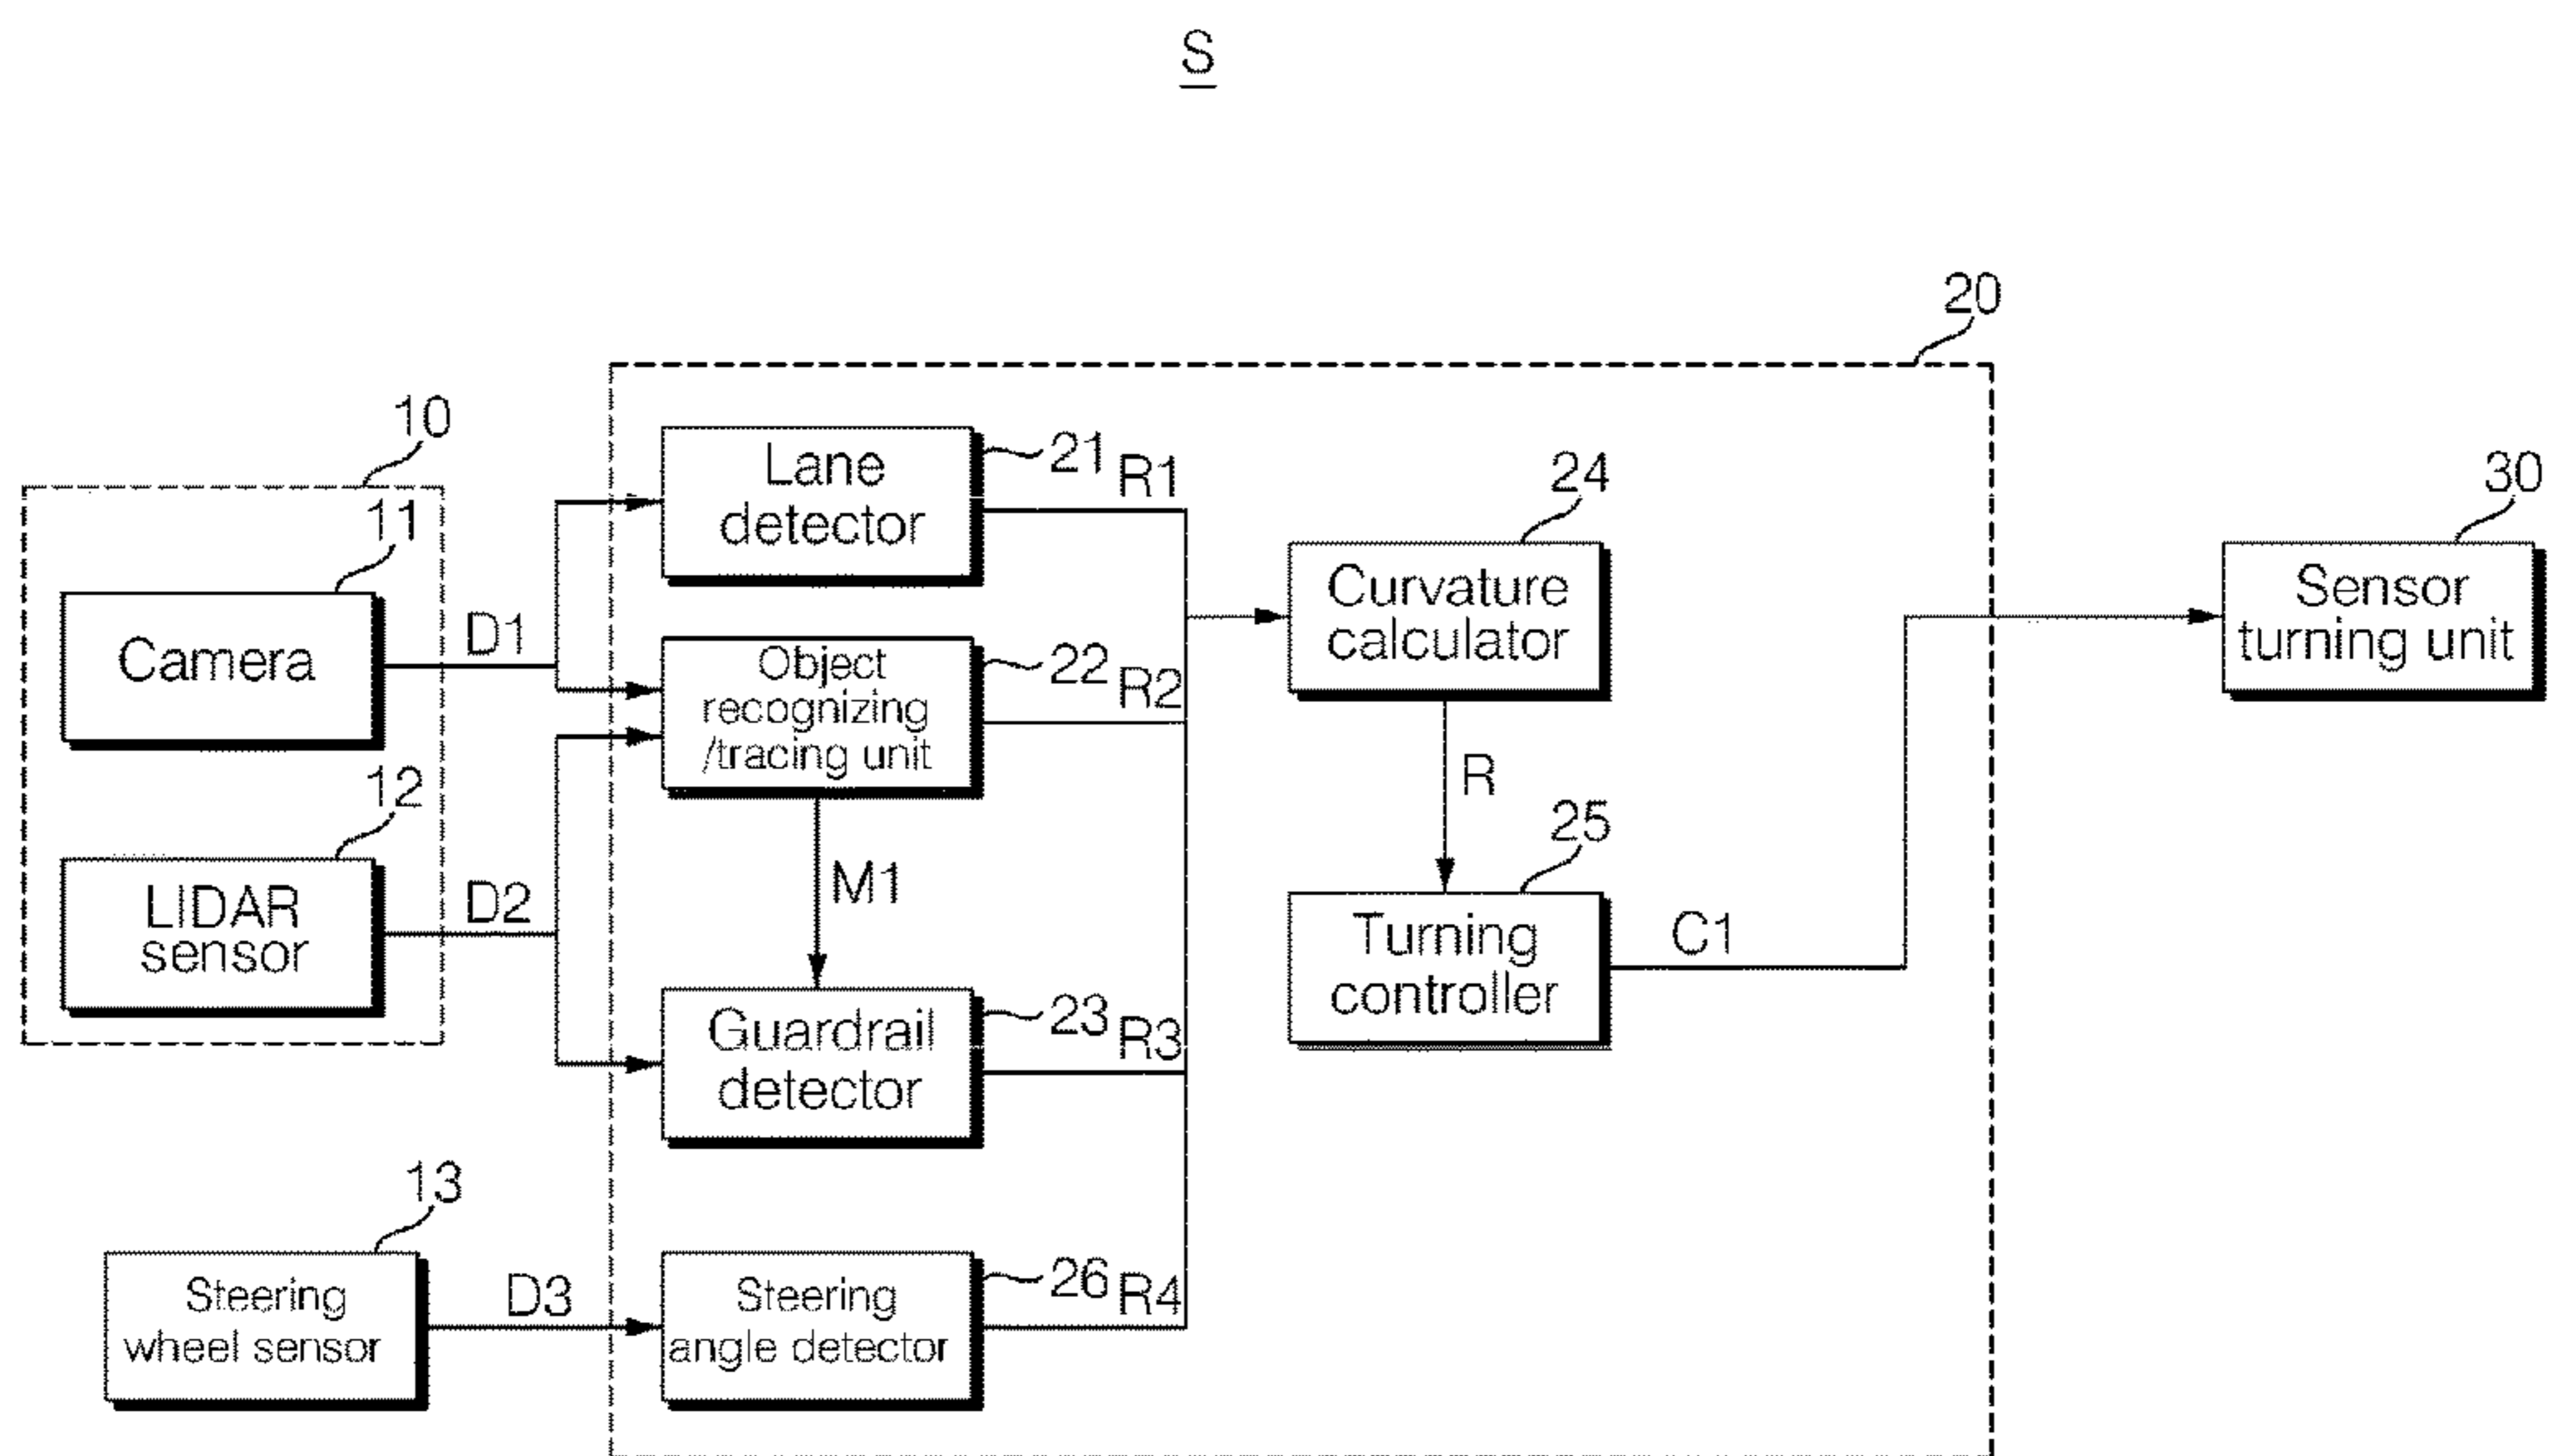 S
20
10
11
Camera
D1
12
LIDAR
sensor
D2
13
Steering
wheel sensor
D3
Lane
detector
21
R1
Object
recognizing
/tracing unit
22
R2
M1
Guardrail
detector
23
R3
Steering
angle detector
26
R4
24
Curvature
calculator
R
25
Turning
controller
C1
30
Sensor
turning unit